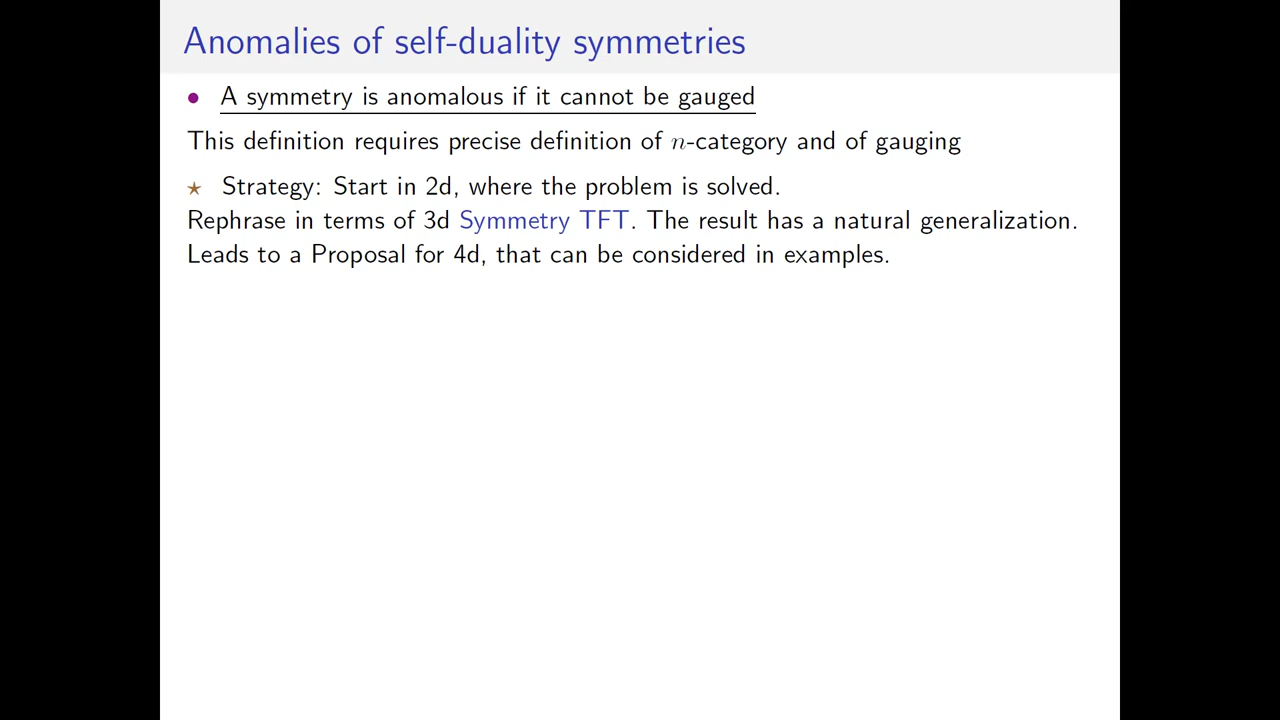 Anomalies of self-duality symmetries
• A symmetry is anomalous if it cannot be gauged
This definition requires precise definition of n-category and of gauging
⋆ Strategy: Start in 2d, where the problem is solved.
Rephrase in terms of 3d Symmetry TFT. The result has a natural generalization.
Leads to a Proposal for 4d, that can be considered in examples.